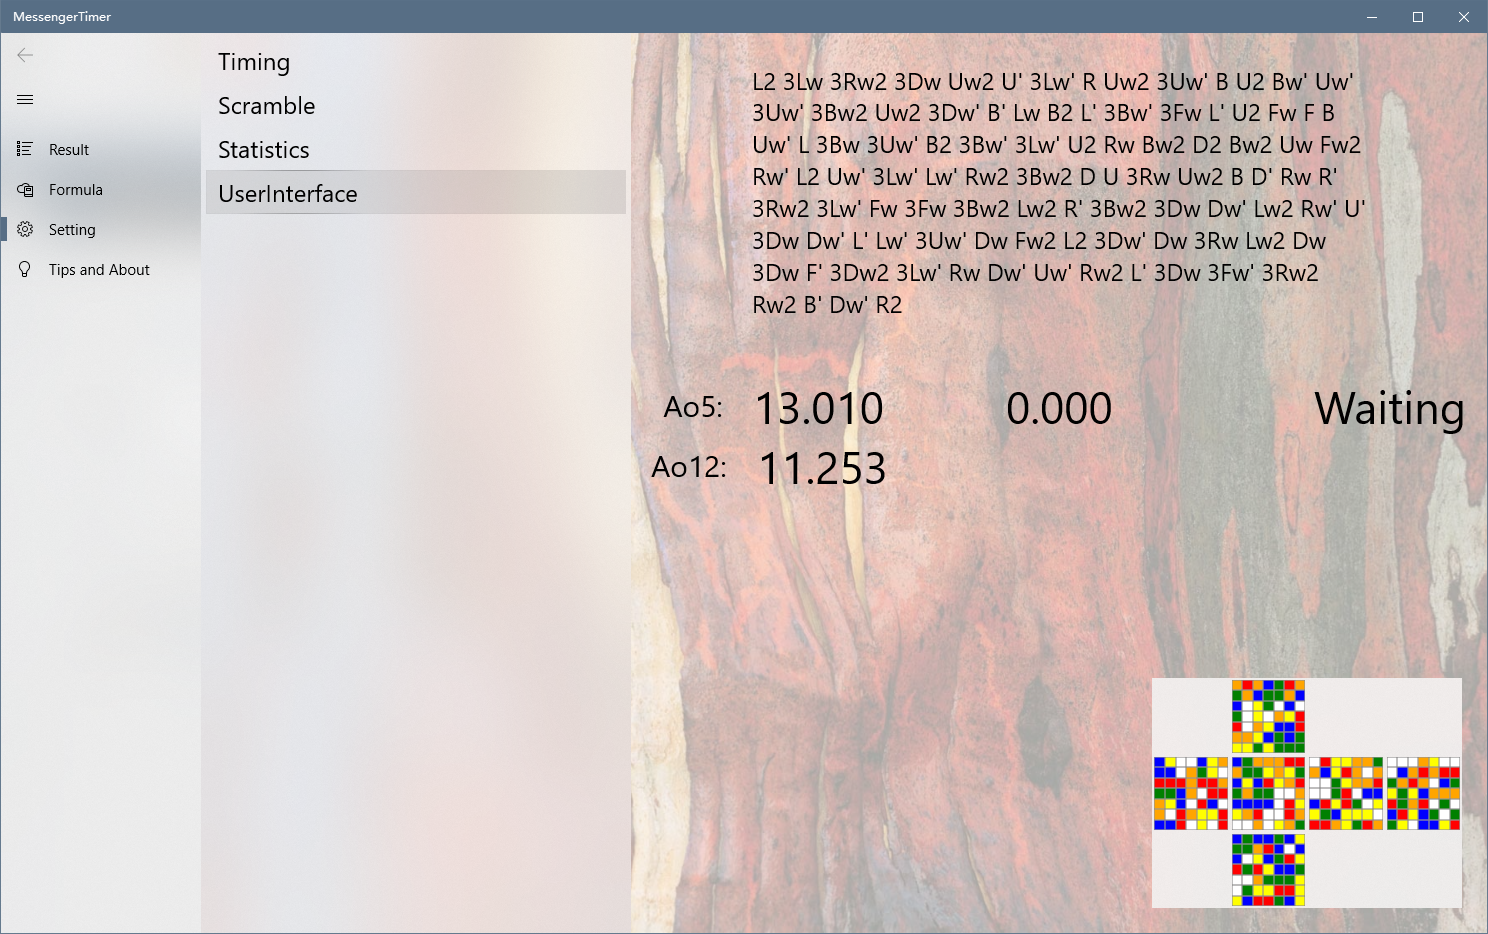 MessengerTimer
Result
Formula
Setting
Tips and About
Timing
Scramble
Statistics
UserInterface
L2 3Lw 3Rw2 3Dw Uw2 U' 3Lw' R Uw2 3Uw' B U2 Bw' Uw'
3Uw' 3Bw2 Uw2 3Dw' B' Lw B2 L' 3Bw' 3Fw L' U2 Fw F B
Uw' L 3Bw 3Uw' B2 3Bw' 3Lw' U2 Rw Bw2 D2 Bw2 Uw Fw2
Rw' L2 Uw' 3Lw' Lw' Rw2 3Bw2 D U 3Rw Uw2 B D' Rw R'
3Rw2 3Lw' Fw 3Fw 3Bw2 Lw2 R' 3Bw2 3Dw Dw' Lw2 Rw' U'
3Dw Dw' L' Lw' 3Uw' Dw Fw2 L2 3Dw' Dw 3Rw Lw2 Dw
3Dw F' 3Dw2 3Lw' Rw Dw' Uw' Rw2 L' 3Dw 3Fw' 3Rw2
Rw2 B' Dw' R2
Ao5: 13.010 0.000 Waiting
Ao12: 11.253